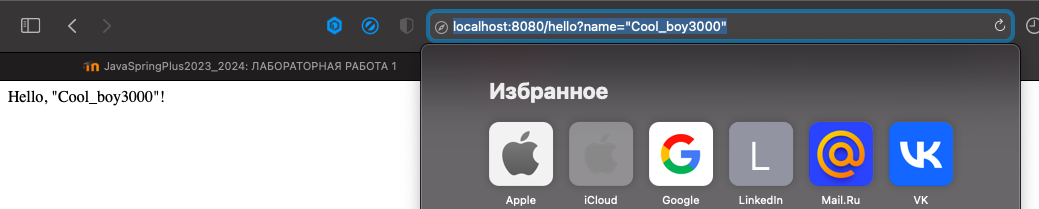 localhost:8080/hello?name="Cool_boy3000"
JavaSpringPlus2023_2024: ЛАБОРАТОРНАЯ РАБОТА 1
Hello, "Cool_boy3000"!
Избранное
L
Apple iCloud Google LinkedIn Mail.Ru VK